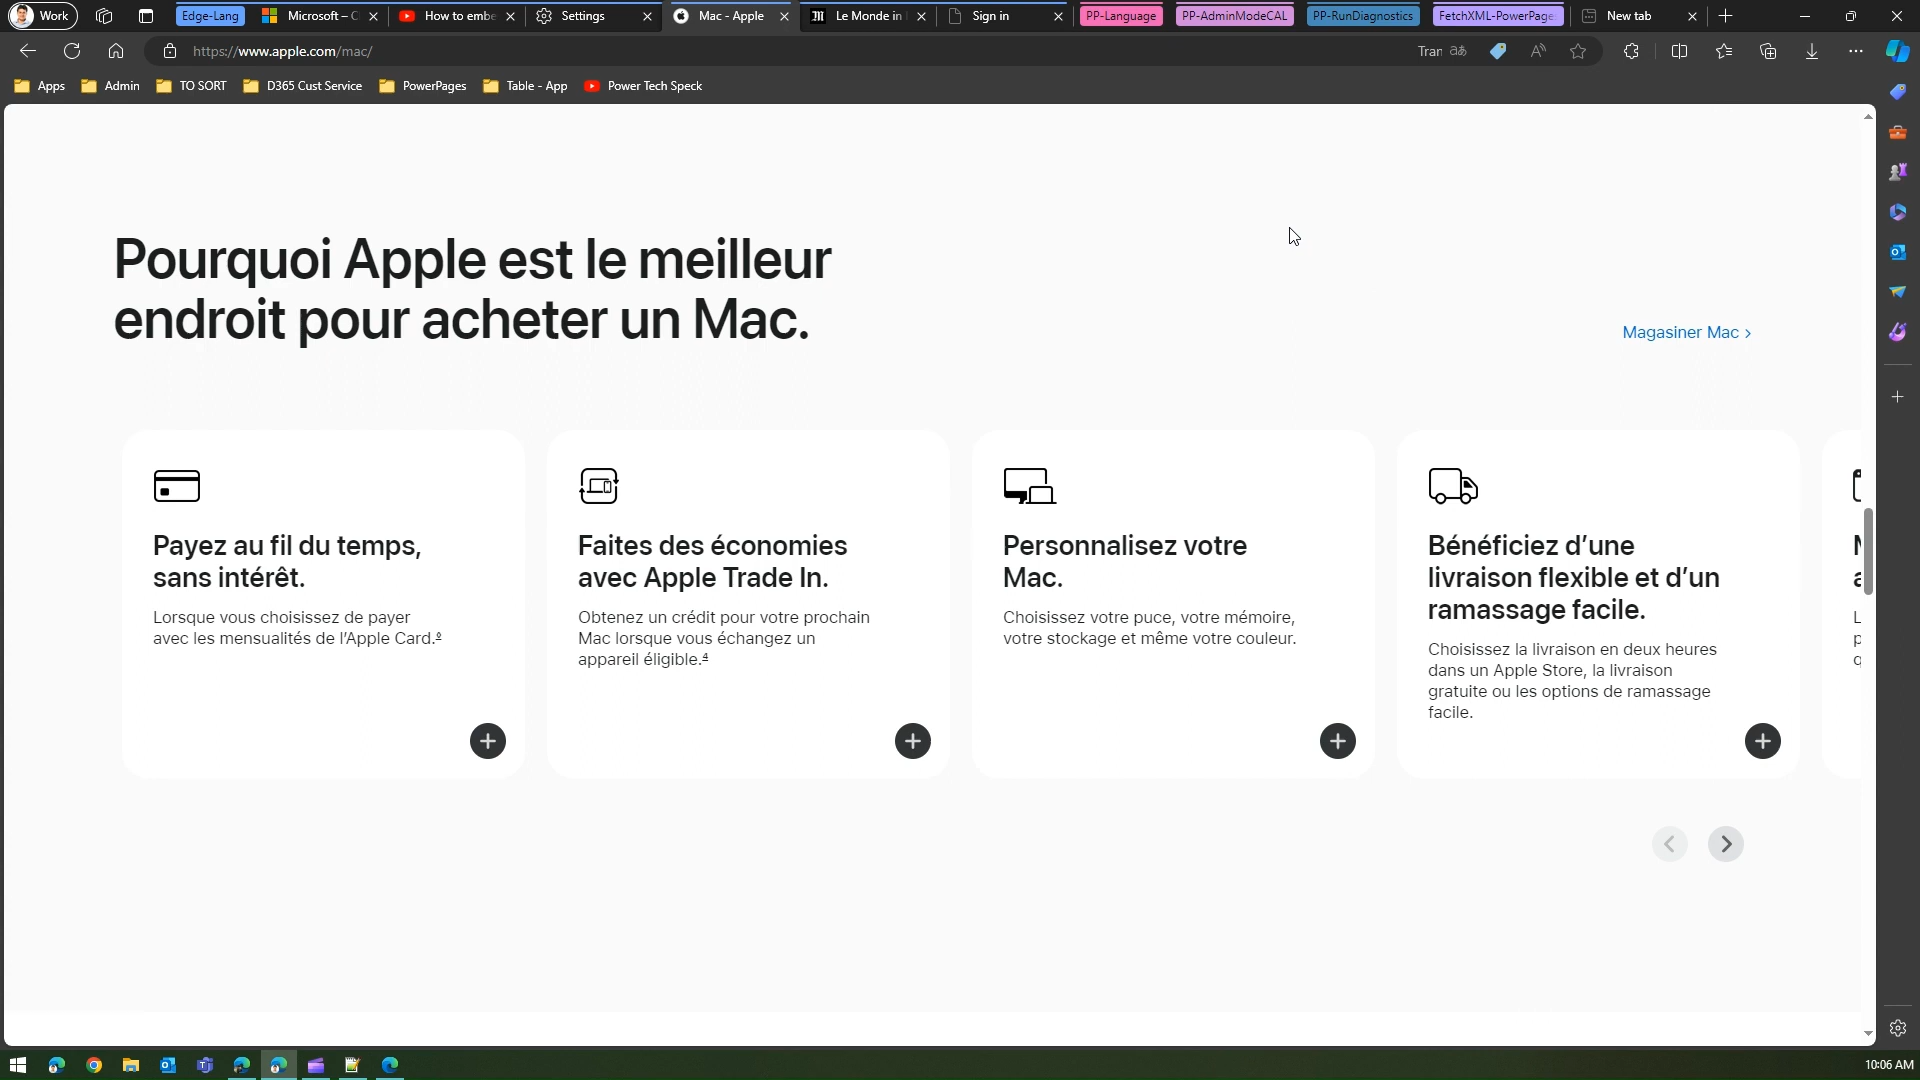 Work
Edge-Lang
Microsoft – C
How to embe
Settings
Mac - Apple
Le Monde in
Sign in
PP-Language
PP-AdminModeCAL
PP-RunDiagnostics
FetchXML-PowerPage
New tab
https://www.apple.com/mac/
Tran
Apps
Admin
TO SORT
D365 Cust Service
PowerPages
Table - App
Power Tech Speck
Pourquoi Apple est le meilleur
endroit pour acheter un Mac.
Magasiner Mac >
Payez au fil du temps,
sans intérêt.
Lorsque vous choisissez de payer
avec les mensualités de l’Apple Card.◊
Faites des économies
avec Apple Trade In.
Obtenez un crédit pour votre prochain
Mac lorsque vous échangez un
appareil éligible.4
Personnalisez votre
Mac.
Choisissez votre puce, votre mémoire,
votre stockage et même votre couleur.
Bénéficiez d’une
livraison flexible et d’un
ramassage facile.
Choisissez la livraison en deux heures
dans un Apple Store, la livraison
gratuite ou les options de ramassage
facile.
10:06 AM